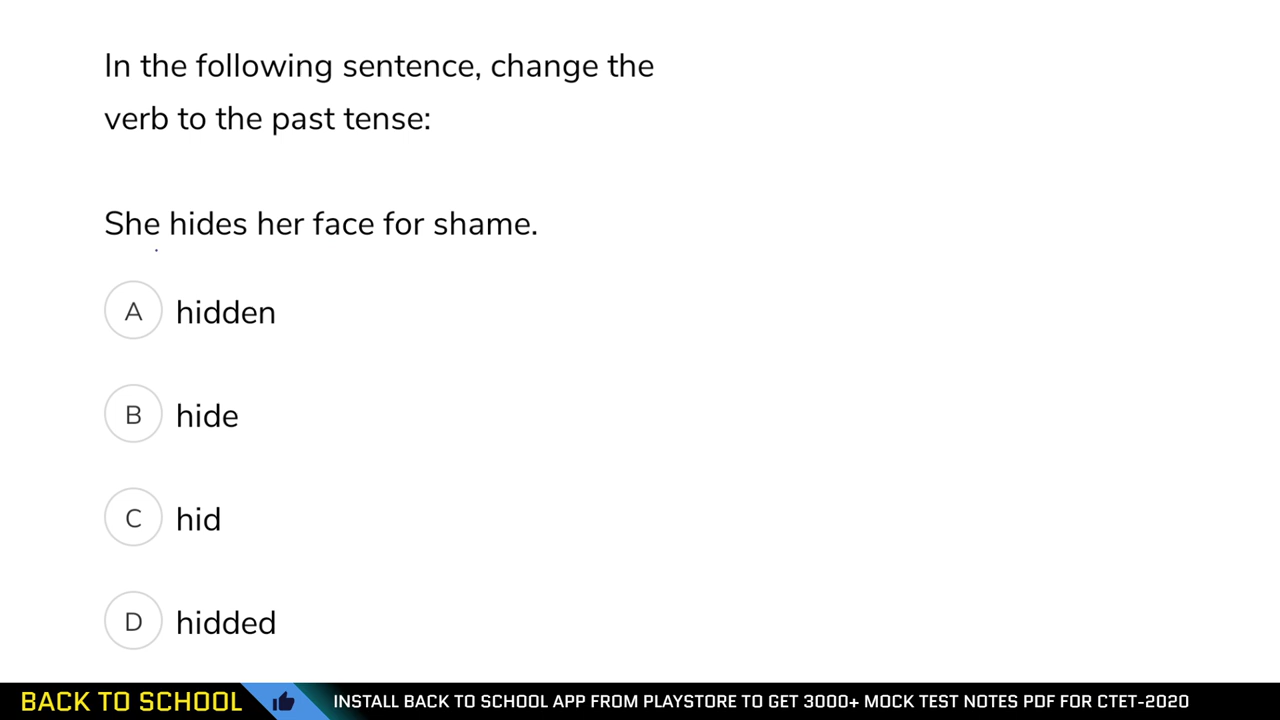 In the following sentence, change the
verb to the past tense:
She hides her face for shame.
A hidden
B hide
C hid
D hidded
BACK TO SCHOOL INSTALL BACK TO SCHOOL APP FROM PLAYSTORE TO GET 3000+ MOCK TEST NOTES PDF FOR CTET-2020